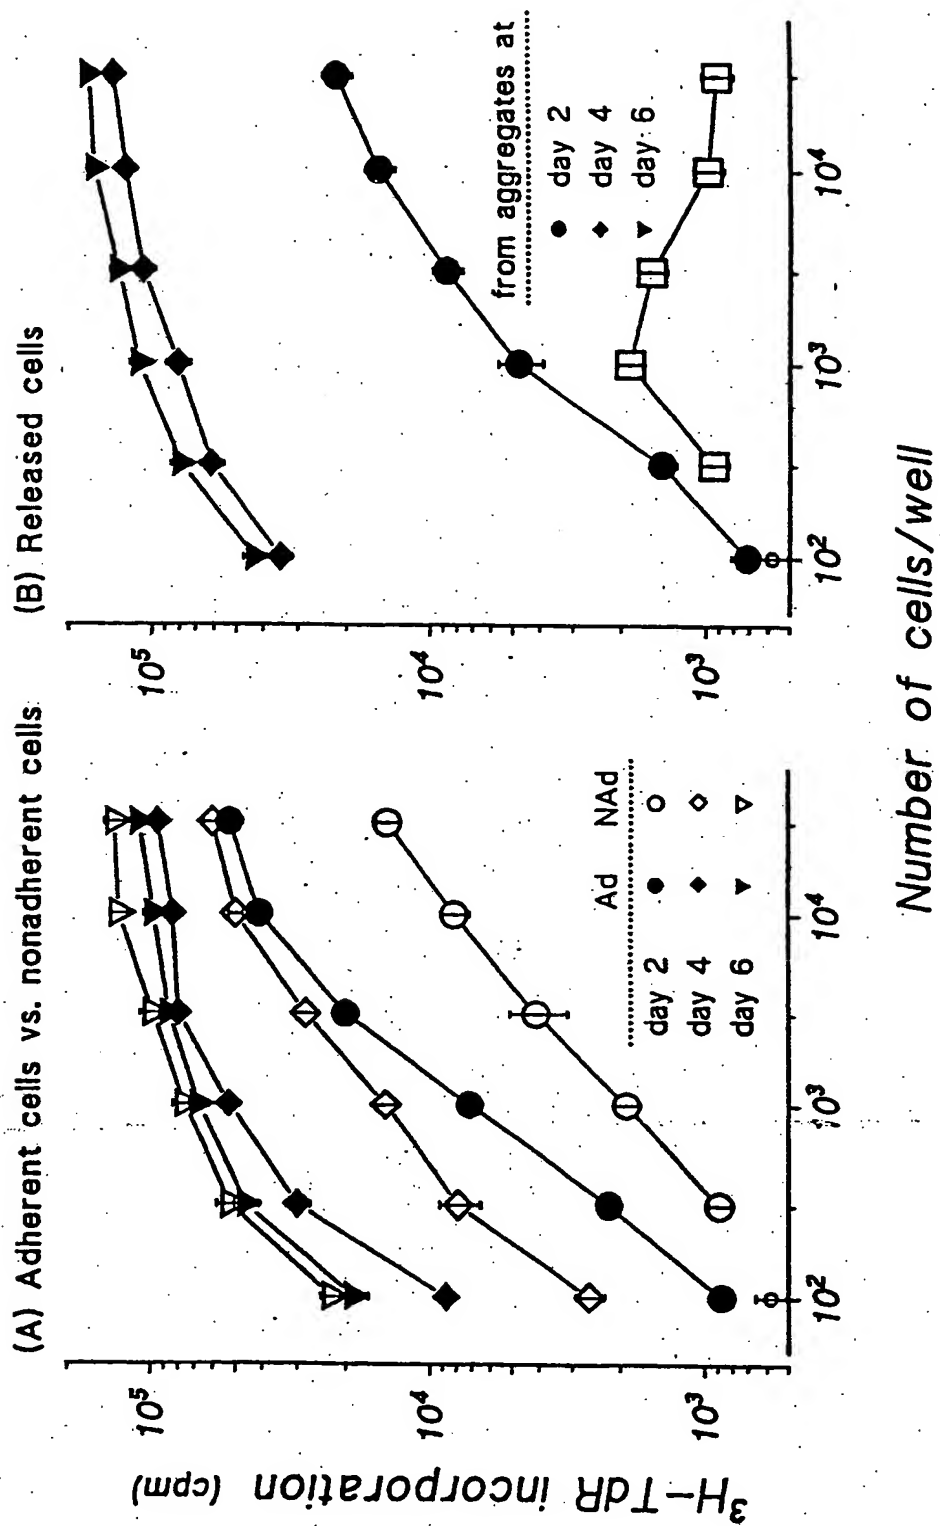 (A) Adherent cells vs. nonadherent cells
(B) Released cells
³H-TdR incorporation (cpm)
10⁵
10⁴
10³
Ad NAd
day 2
day 4
day 6
10² 10³ 10⁴
10⁵
10⁴
10³
from aggregates at
day 2
day 4
day 6
10² 10³ 10⁴
Number of cells/well